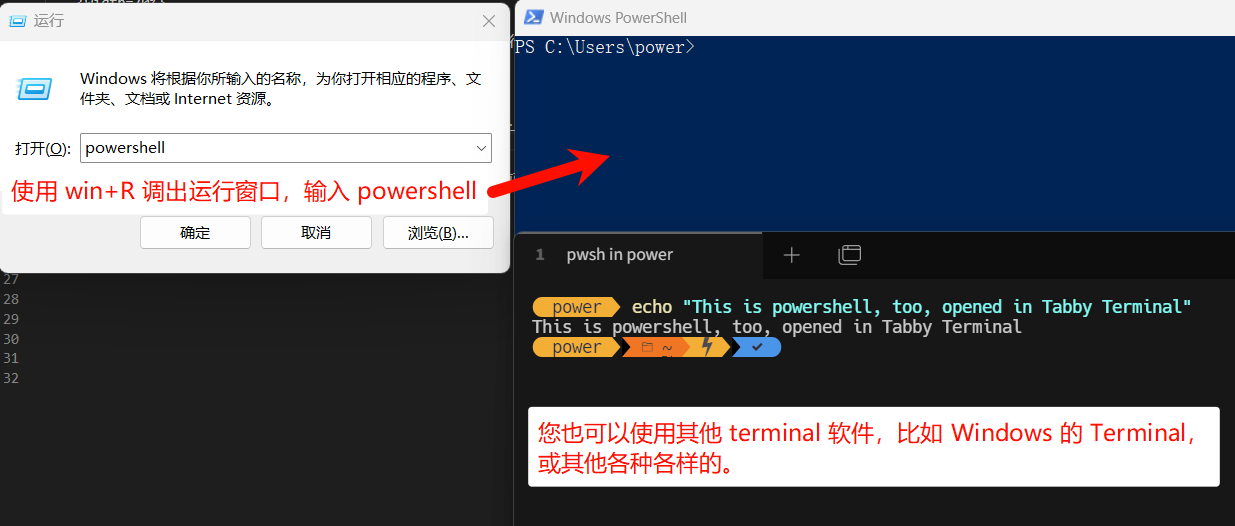 运行
Windows 将根据你所输入的名称，为你打开相应的程序、文
件夹、文档或 Internet 资源。
打开(O):
powershell
使用 win+R 调出运行窗口，输入 powershell
确定
取消
浏览(B)...
27
28
29
30
31
32
Windows PowerShell
PS C:\Users\power>
1 pwsh in power
power echo "This is powershell, too, opened in Tabby Terminal"
This is powershell, too, opened in Tabby Terminal
power ~
您也可以使用其他 terminal 软件，比如 Windows 的 Terminal，
或其他各种各样的。